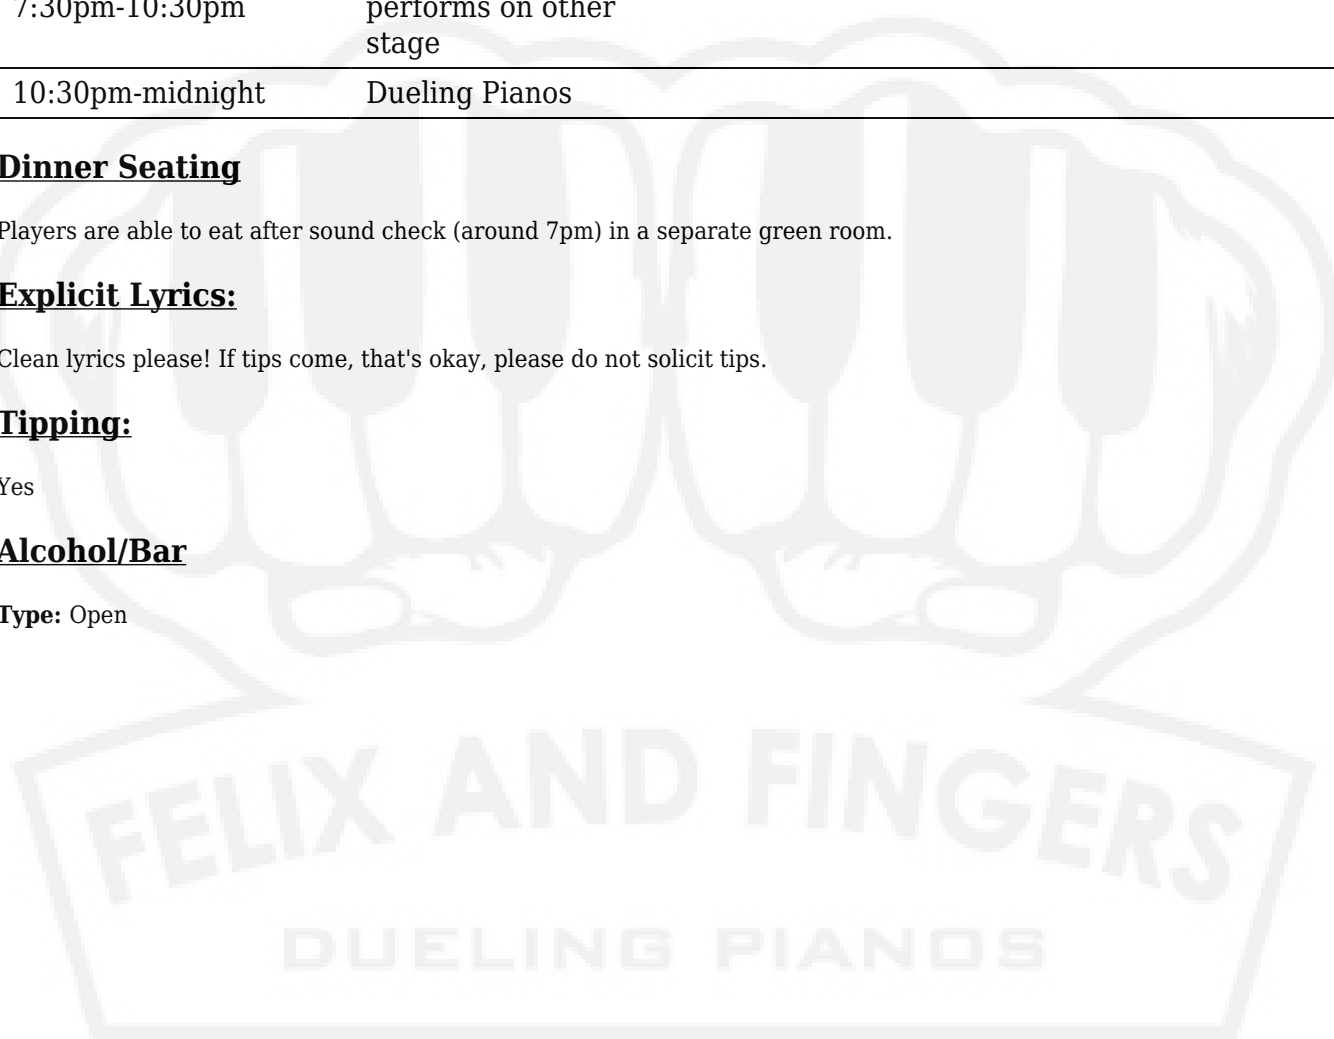 7:30pm-10:30pm performs on other
stage
10:30pm-midnight Dueling Pianos
Dinner Seating
Players are able to eat after sound check (around 7pm) in a separate green room.
Explicit Lyrics:
Clean lyrics please! If tips come, that's okay, please do not solicit tips.
Tipping:
Yes
Alcohol/Bar
Type: Open
FELIX AND FINGERS
DUELING PIANOS